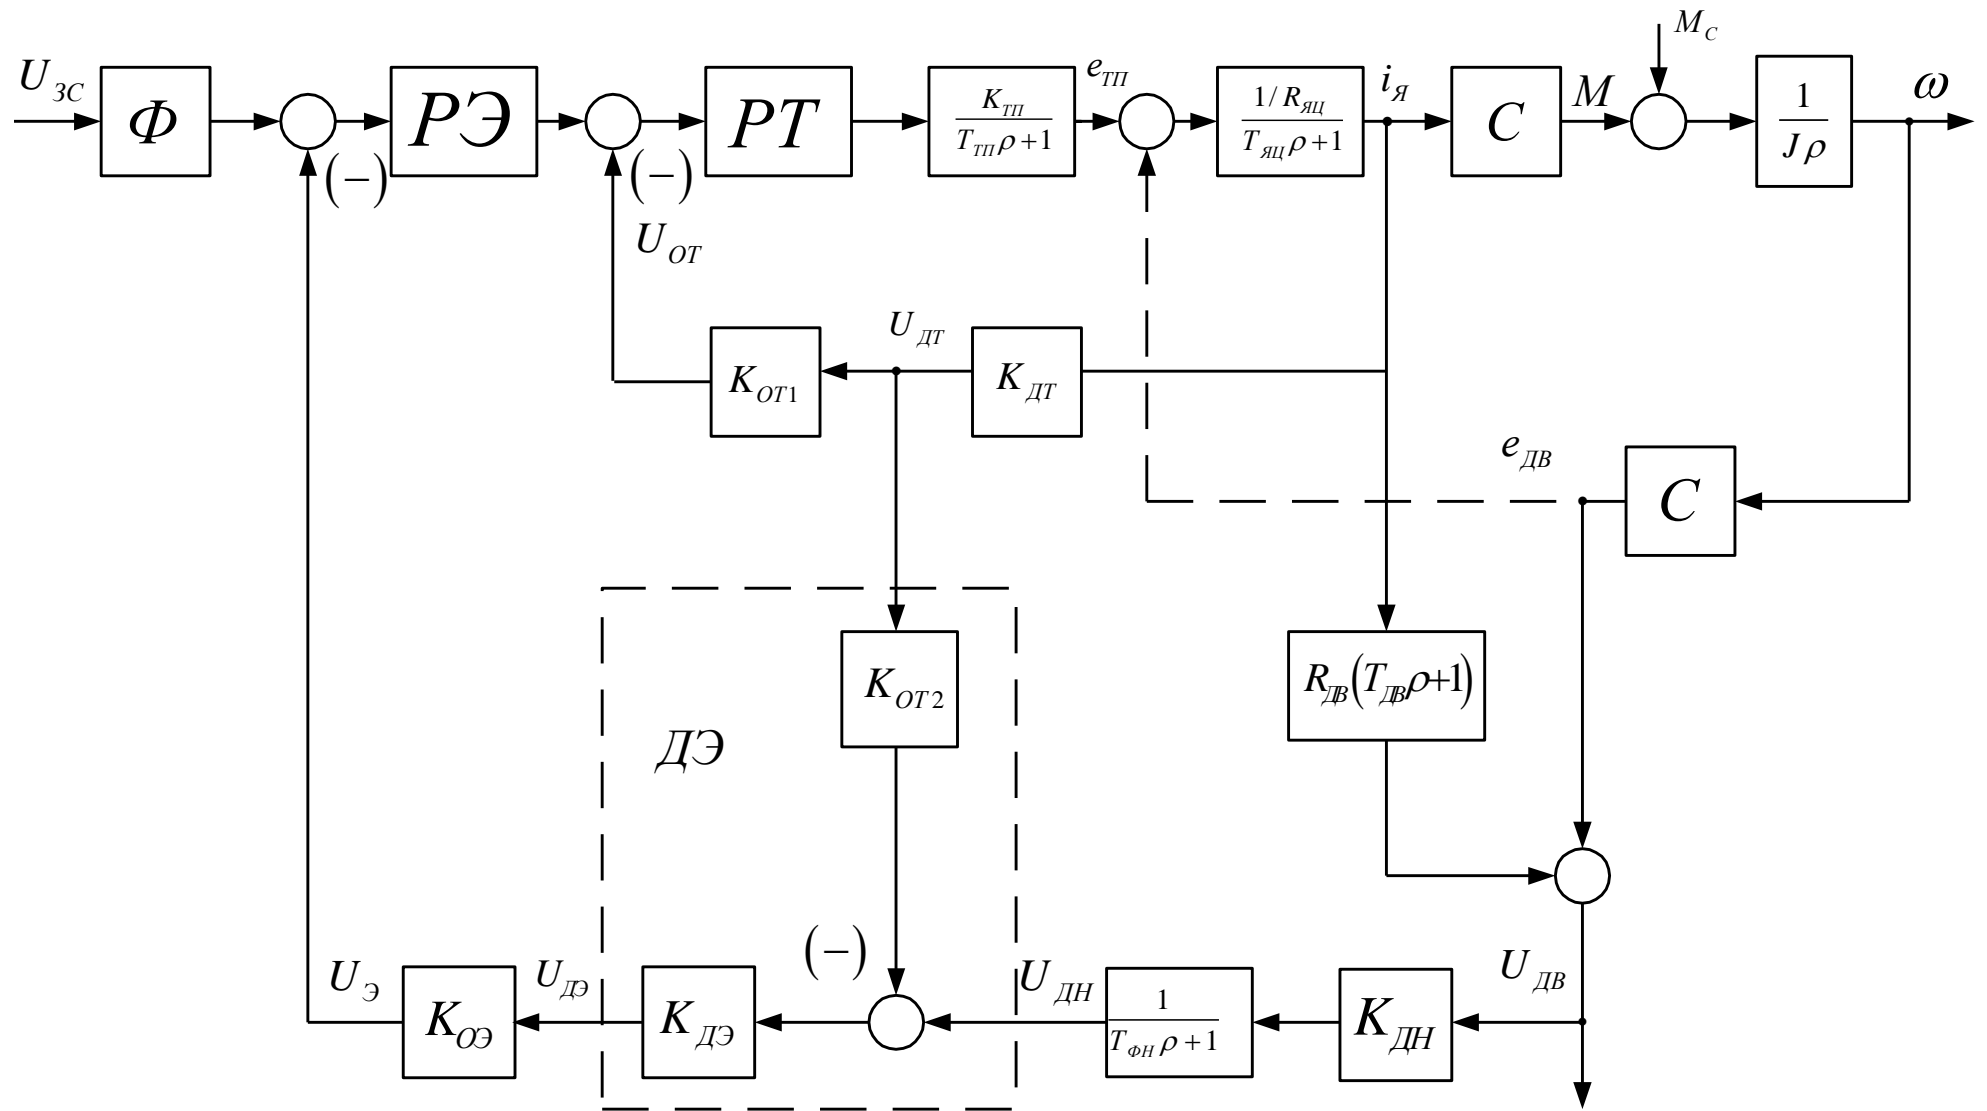 U_ЗС
Ф
(−)
РЭ
(−)
РТ
K_ТП / (T_ТП ρ + 1)
e_ТП
1/R_ЯЦ / (T_ЯЦ ρ + 1)
i_Я
C
M
M_C
1 / (J ρ)
ω
U_ОТ
K_ОТ1
U_ДТ
K_ДТ
e_ДВ
C
K_ОТ2
R_ДВ(T_ДВ ρ+1)
ДЭ
(−)
U_Э
K_ОЭ
U_ДЭ
K_ДЭ
U_ДН
1 / (T_ФН ρ + 1)
K_ДН
U_ДВ